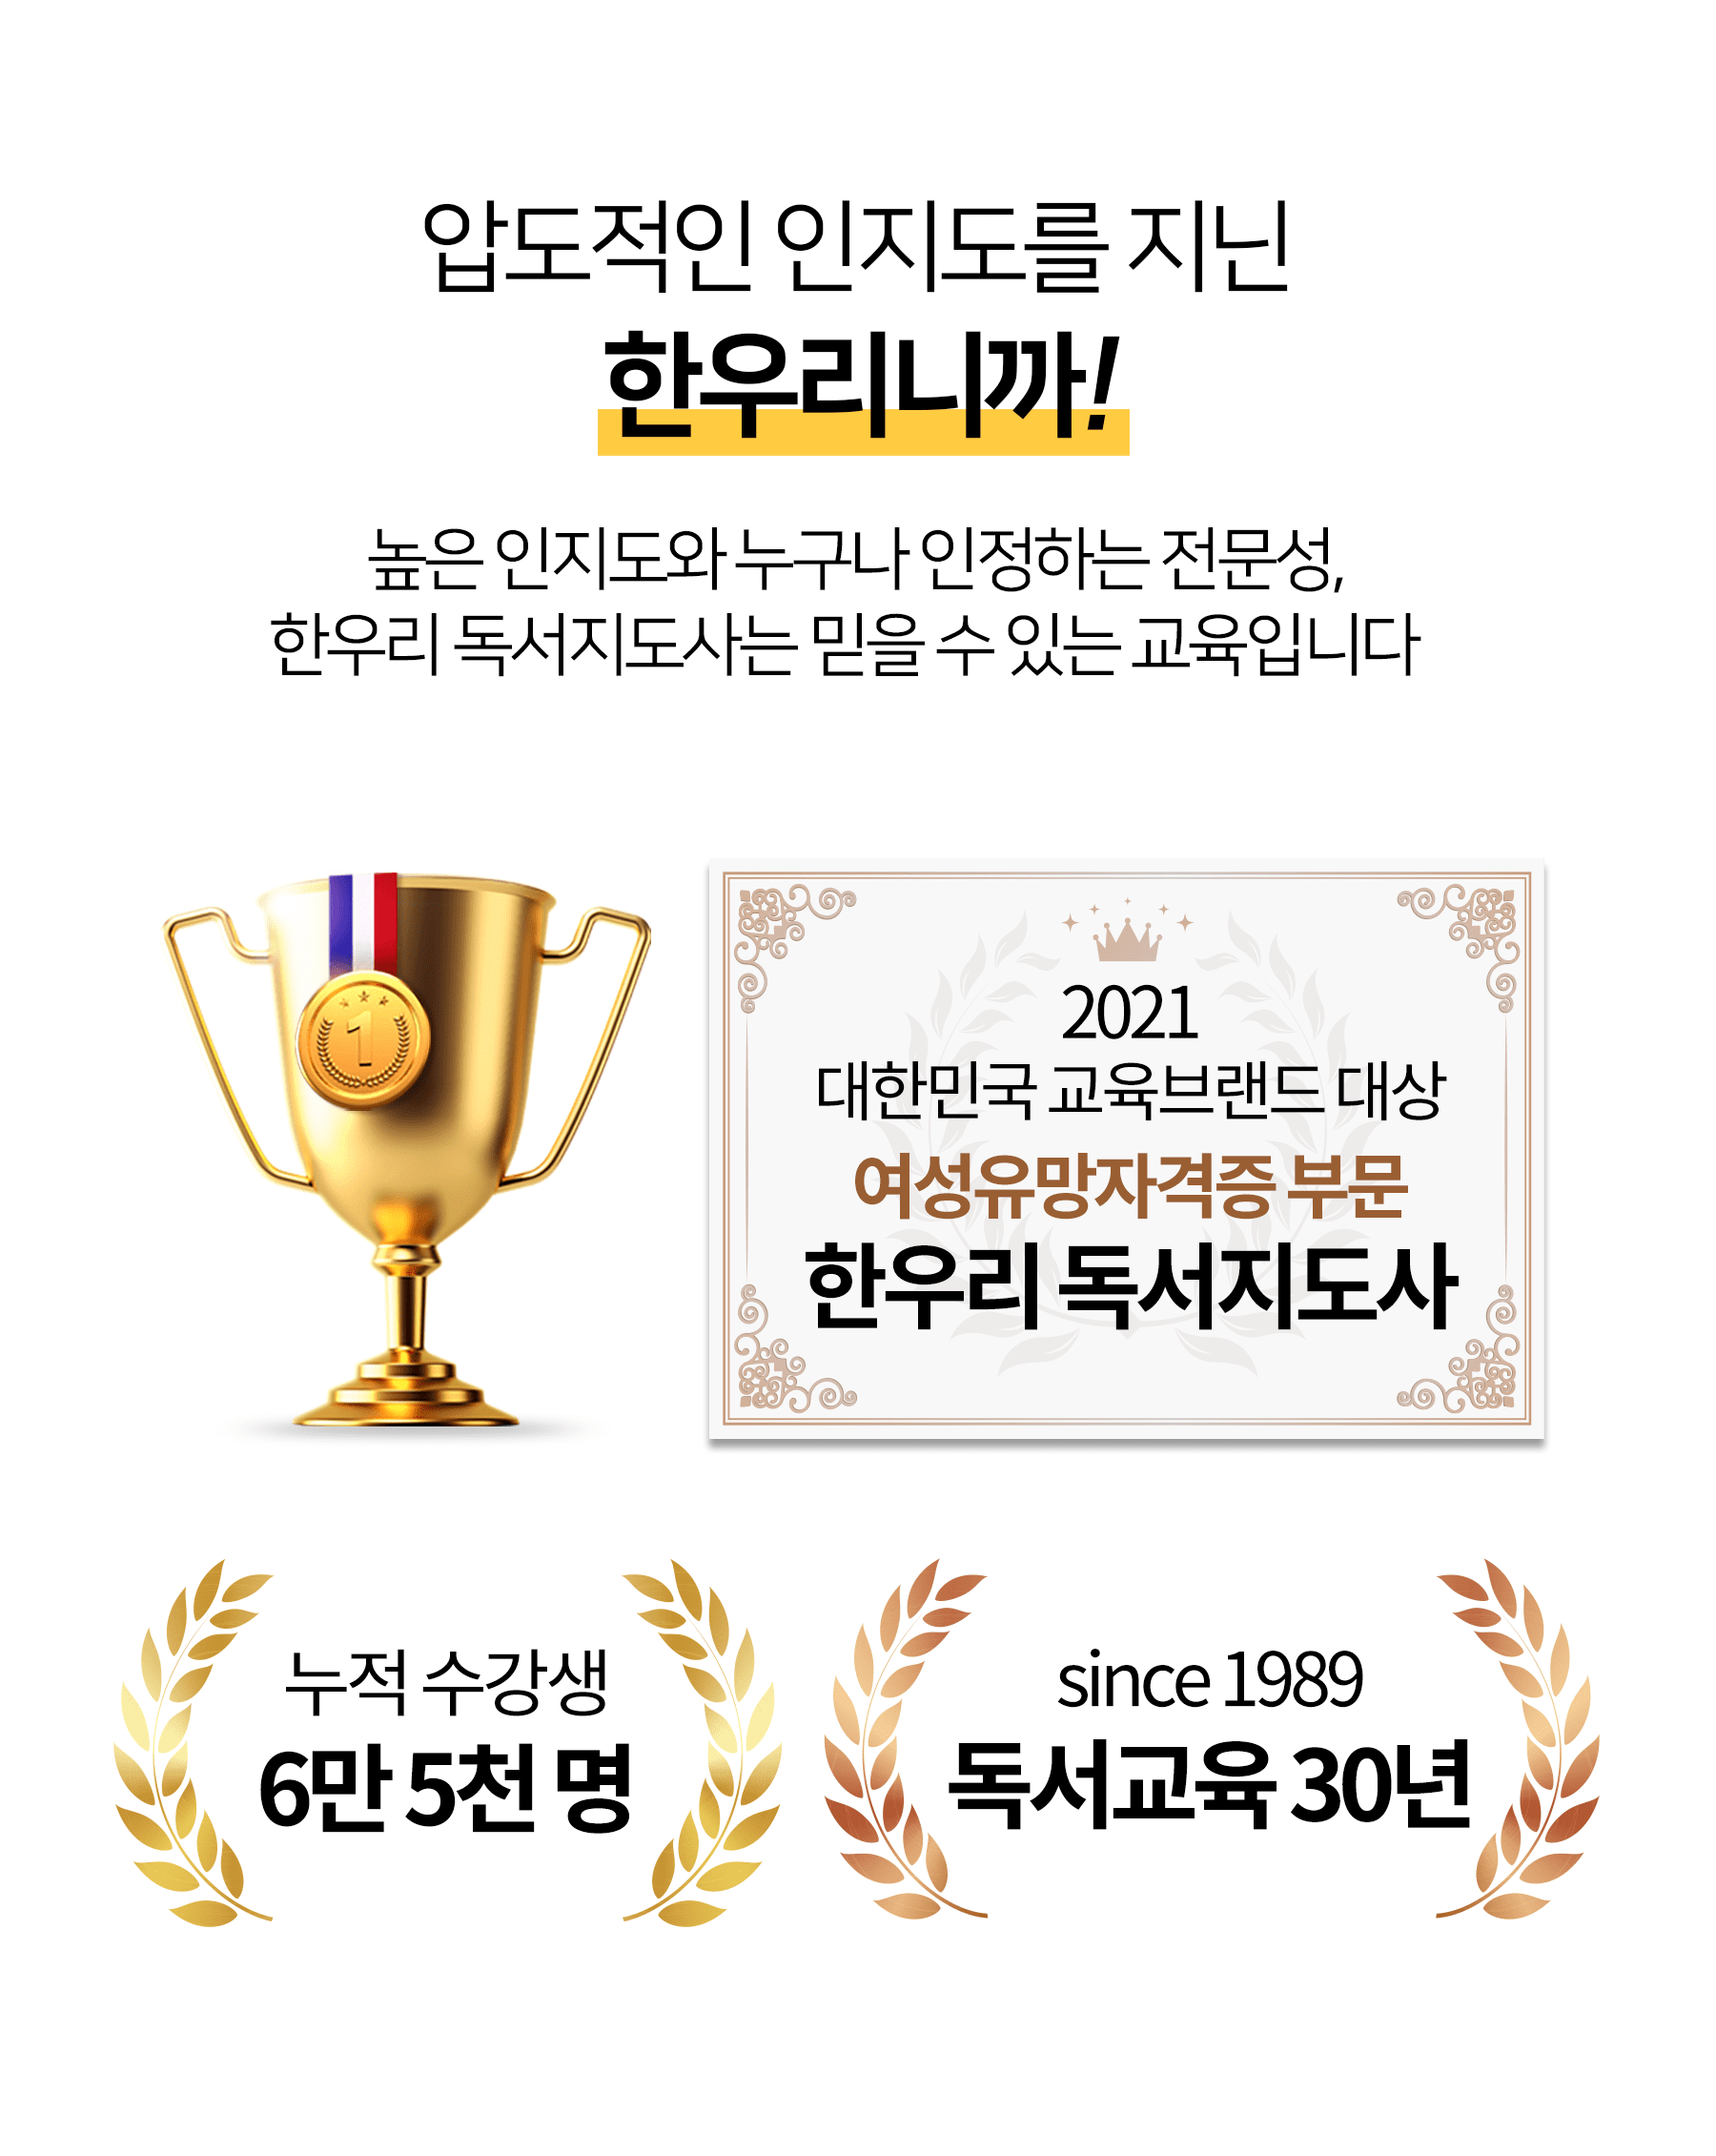 압도적인 인지도를 지닌
한우리니까!
높은 인지도와 누구나 인정하는 전문성,
한우리 독서지도사는 믿을 수 있는 교육입니다
1
2021
대한민국 교육브랜드 대상
여성유망자격증 부문
한우리 독서지도사
누적 수강생
6만 5천 명
since 1989
독서교육 30년